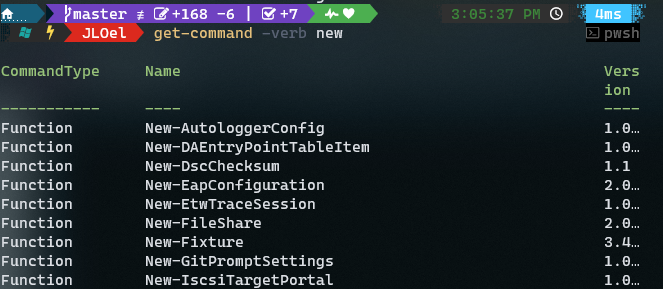 master ≢ +168 -6 | +7 3:05:37 PM 4ms
JLOel get-command -verb new pwsh
CommandType Name Vers
ion
----------- ---- ----
Function New-AutologgerConfig 1.0…
Function New-DAEntryPointTableItem 1.0…
Function New-DscChecksum 1.1
Function New-EapConfiguration 2.0…
Function New-EtwTraceSession 1.0…
Function New-FileShare 2.0…
Function New-Fixture 3.4…
Function New-GitPromptSettings 1.0…
Function New-IscsiTargetPortal 1.0…